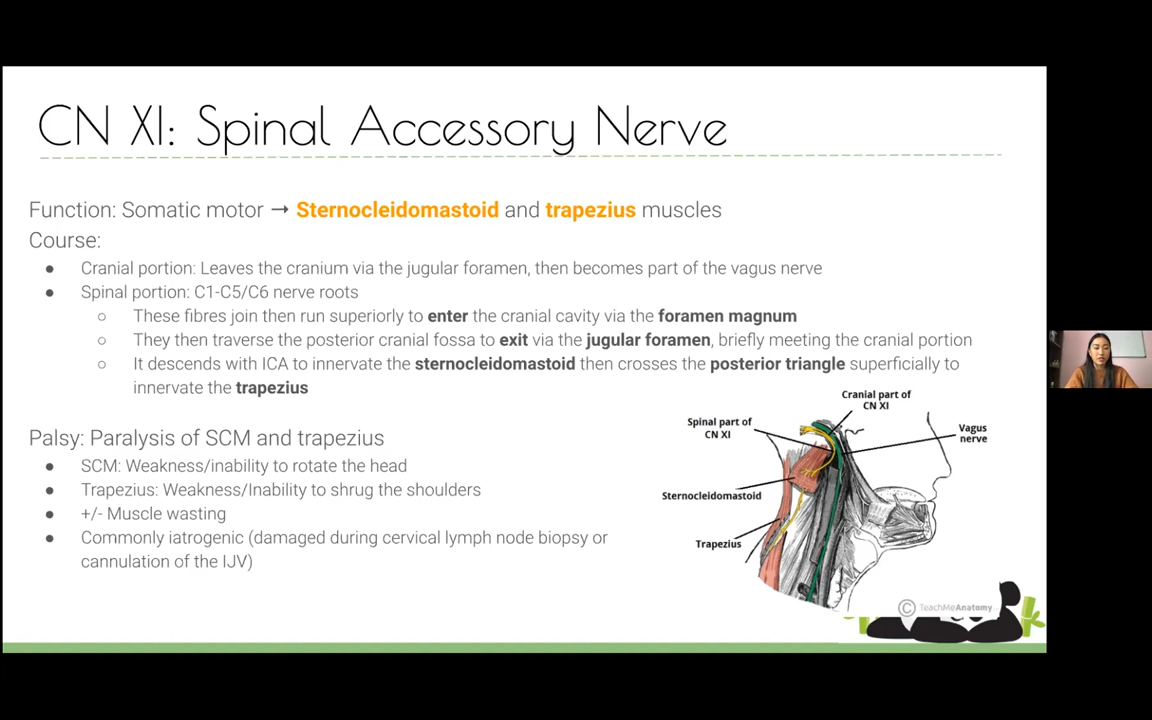 CN XI: Spinal Accessory Nerve
Function: Somatic motor → Sternocleidomastoid and trapezius muscles
Course:
● Cranial portion: Leaves the cranium via the jugular foramen, then becomes part of the vagus nerve
● Spinal portion: C1-C5/C6 nerve roots
○ These fibres join then run superiorly to enter the cranial cavity via the foramen magnum
○ They then traverse the posterior cranial fossa to exit via the jugular foramen, briefly meeting the cranial portion
○ It descends with ICA to innervate the sternocleidomastoid then crosses the posterior triangle superficially to
innervate the trapezius
Palsy: Paralysis of SCM and trapezius
● SCM: Weakness/inability to rotate the head
● Trapezius: Weakness/Inability to shrug the shoulders
● +/- Muscle wasting
● Commonly iatrogenic (damaged during cervical lymph node biopsy or
cannulation of the IJV)
Cranial part of
CN XI
Spinal part of
CN XI
Vagus
nerve
Sternocleidomastoid
Trapezius
© TeachMeAnatomy